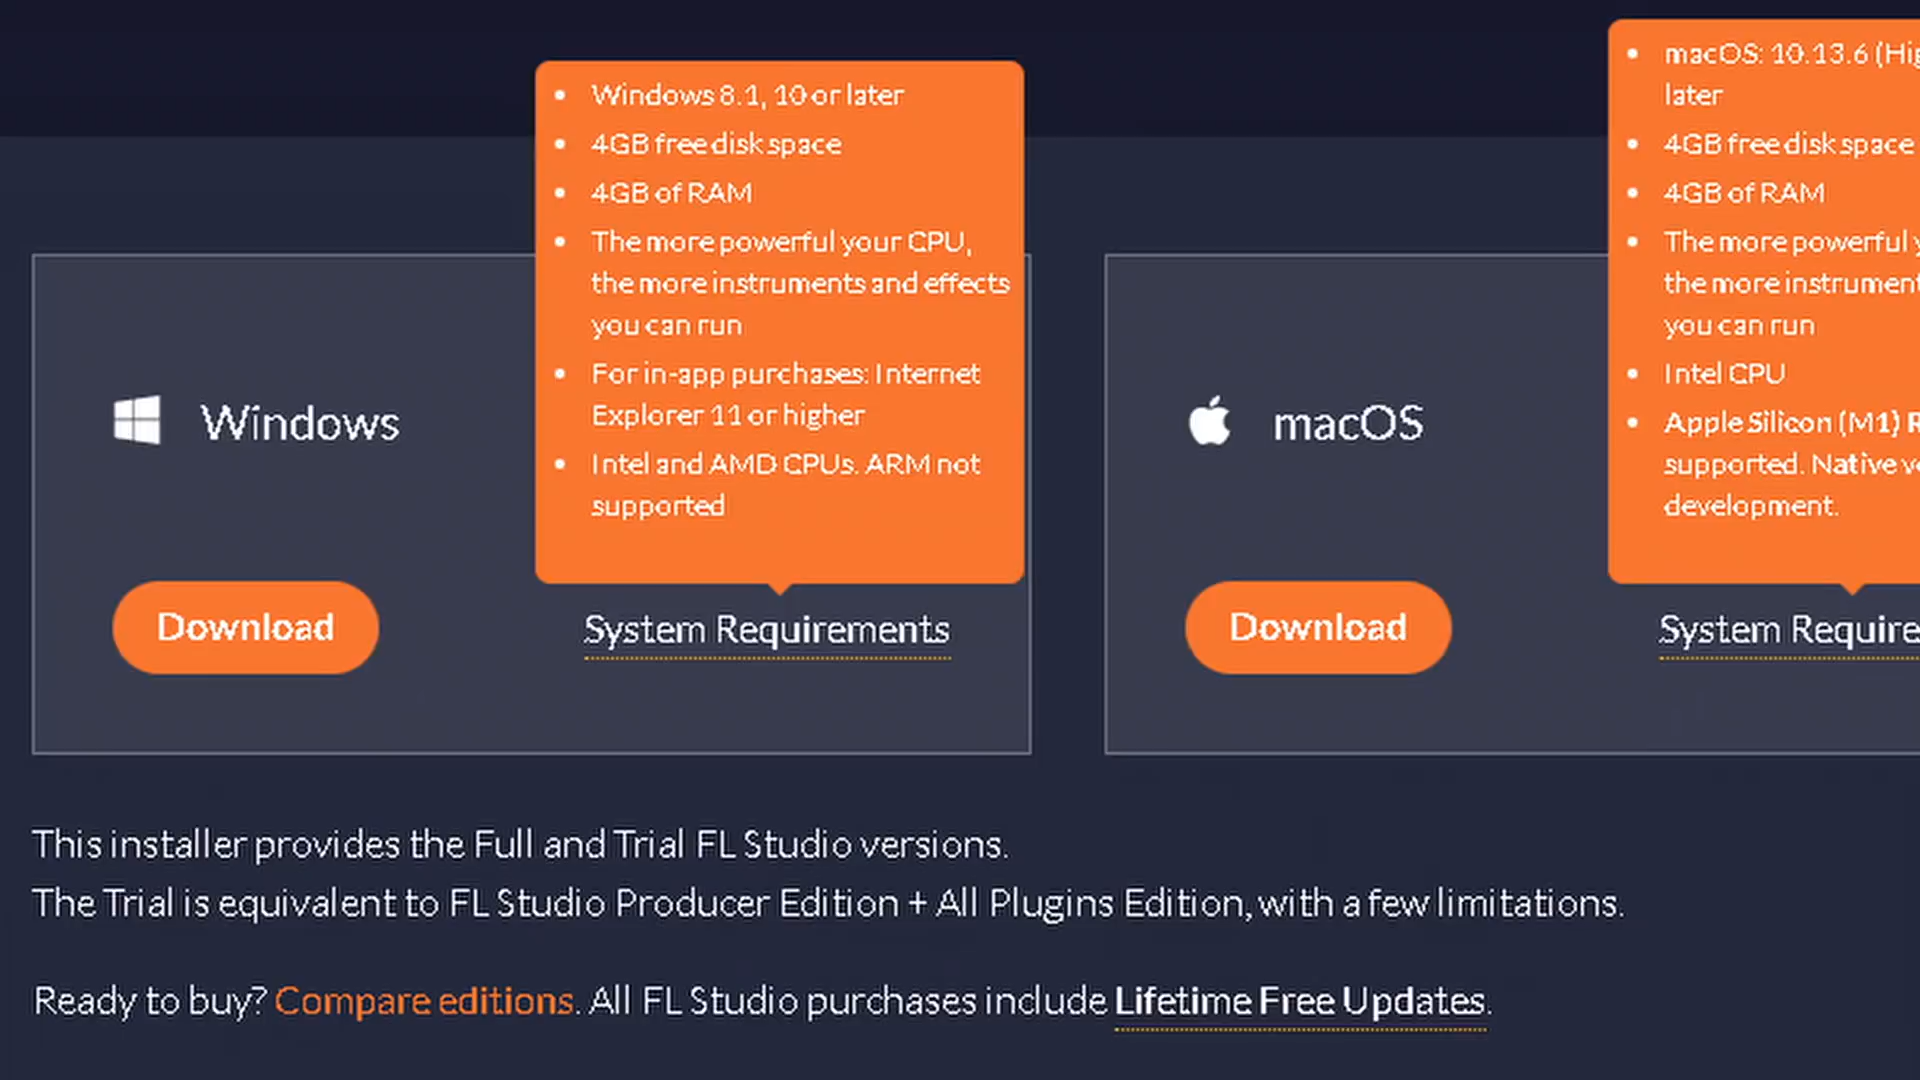 Windows 8.1, 10 or later
4GB free disk space
4GB of RAM
The more powerful your CPU,
the more instruments and effects
you can run
For in-app purchases: Internet
Explorer 11 or higher
Intel and AMD CPUs. ARM not
supported
Windows
Download
System Requirements
macOS: 10.13.6 (Hig
later
4GB free disk space
4GB of RAM
The more powerful y
the more instrument
you can run
Intel CPU
Apple Silicon (M1) R
supported. Native ve
development.
macOS
Download
System Require
This installer provides the Full and Trial FL Studio versions.
The Trial is equivalent to FL Studio Producer Edition + All Plugins Edition, with a few limitations.
Ready to buy? Compare editions. All FL Studio purchases include Lifetime Free Updates.